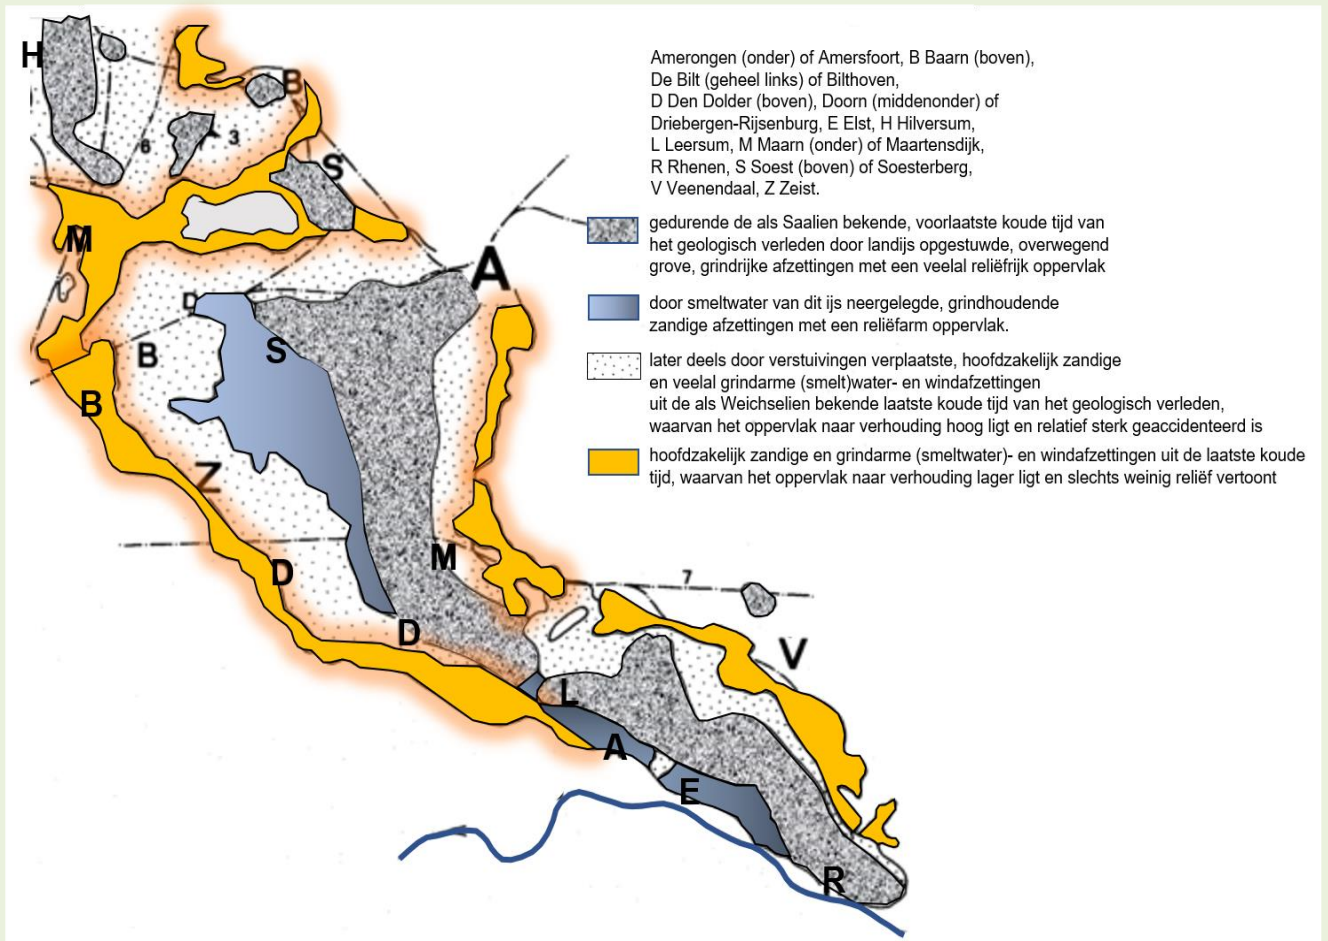 Amerongen (onder) of Amersfoort, B Baarn (boven),
De Bilt (geheel links) of Bilthoven,
D Den Dolder (boven), Doorn (middenonder) of
Driebergen-Rijsenburg, E Elst, H Hilversum,
L Leersum, M Maarn (onder) of Maartensdijk,
R Rhenen, S Soest (boven) of Soesterberg,
V Veenendaal, Z Zeist.
gedurende de als Saalien bekende, voorlaatste koude tijd van
het geologisch verleden door landijs opgestuwde, overwegend
grove, grindrijke afzettingen met een veelal reliëfrijk oppervlak
door smeltwater van dit ijs neergelegde, grindhoudende
zandige afzettingen met een reliëfarm oppervlak.
later deels door verstuivingen verplaatste, hoofdzakelijk zandige
en veelal grindarme (smelt)water- en windafzettingen
uit de als Weichselien bekende laatste koude tijd van het geologisch verleden,
waarvan het oppervlak naar verhouding hoog ligt en relatief sterk geaccidenteerd is
hoofdzakelijk zandige en grindarme (smeltwater)- en windafzettingen uit de laatste koude
tijd, waarvan het oppervlak naar verhouding lager ligt en slechts weinig reliëf vertoont
H
B
6
3
S
M
A
D
S
B
B
Z
M
D
7
D
V
L
A
E
R